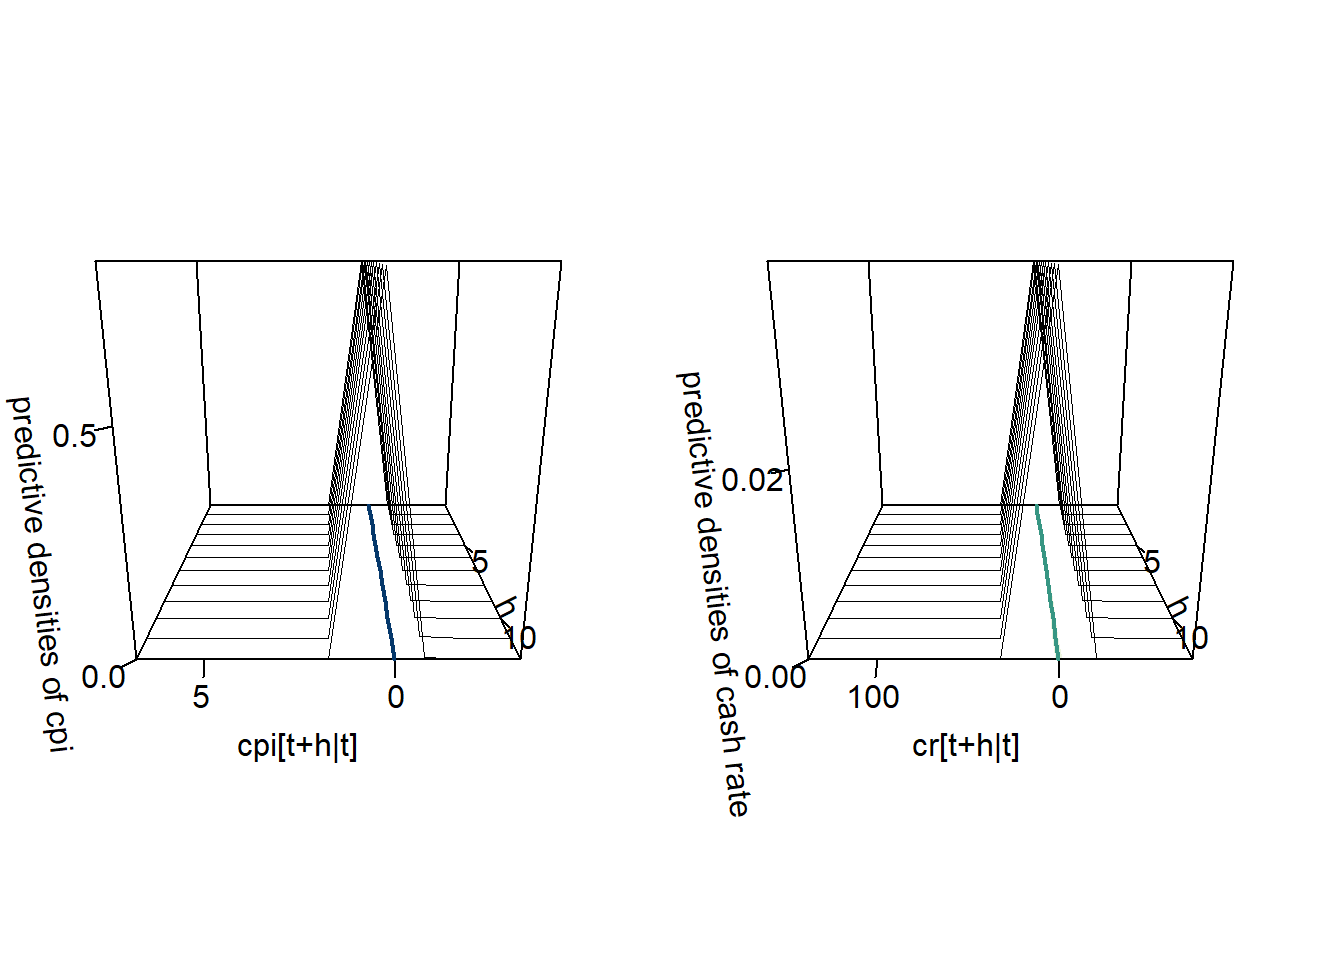 predictive densities of cpi
0.5
0.0
5
0
cpi[t+h|t]
5
h
10
predictive densities of cash rate
0.02
0.00
100
0
cr[t+h|t]
5
h
10